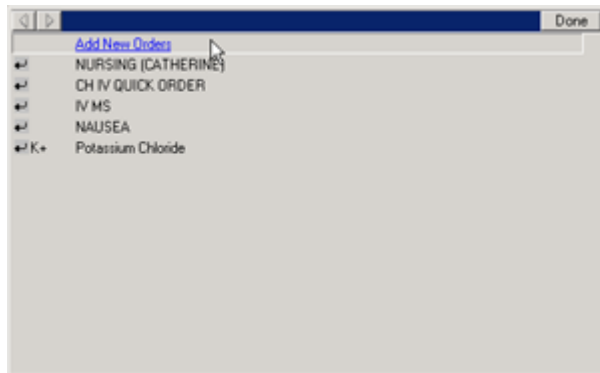 Done
Add New Orders
NURSING (CATHERINE)
CH IV QUICK ORDER
IV MS
NAUSEA
K+ Potassium Chloride